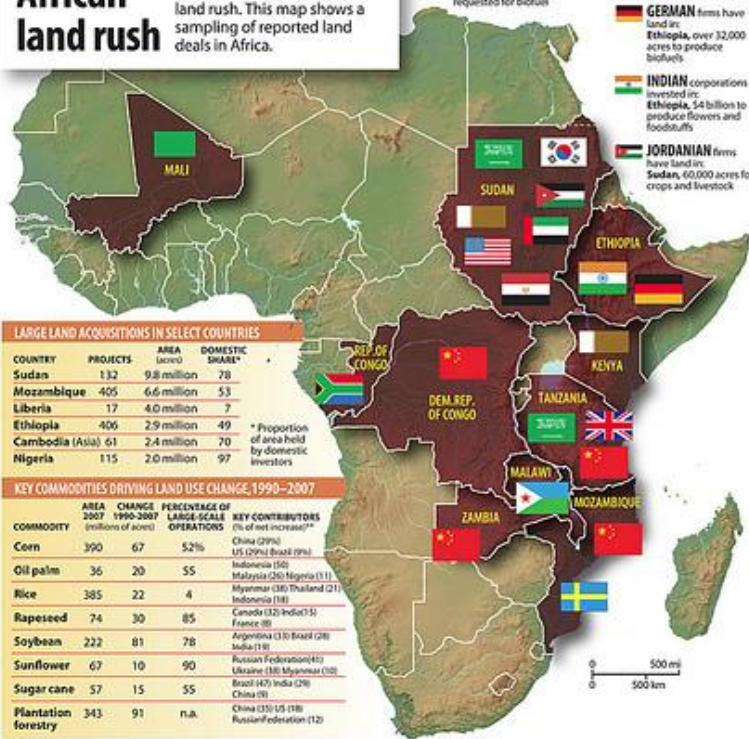 African
land rush
land rush. This map shows a
sampling of reported land
deals in Africa.
requested for biofuel
GERMAN firms have
land in:
Ethiopia, over 32,000
acres to produce
biofuels
INDIAN corporations
invested in:
Ethiopia, $4 billion to
produce flowers and
foodstuffs
JORDANIAN firms
have land in:
Sudan, 60,000 acres for
crops and livestock
MALI
SUDAN
ETHIOPIA
REP. OF
CONGO
KENYA
DEM. REP.
OF CONGO
TANZANIA
MALAWI
MOZAMBIQUE
ZAMBIA
LARGE LAND ACQUISITIONS IN SELECT COUNTRIES
COUNTRY PROJECTS AREA (acres) DOMESTIC SHARE*
Sudan 132 9.8 million 78
Mozambique 405 6.6 million 53
Liberia 17 4.0 million 7
Ethiopia 406 2.9 million 49
Cambodia (Asia) 61 2.4 million 70
Nigeria 115 2.0 million 97
* Proportion
of area held
by domestic
investors
KEY COMMODITIES DRIVING LAND USE CHANGE, 1990–2007
COMMODITY AREA 2007 CHANGE 1990-2007 (millions of acres) PERCENTAGE OF LARGE-SCALE OPERATIONS KEY CONTRIBUTORS (% of net increase)**
Corn 390 67 52% China (29%)
US (29%) Brazil (9%)
Oil palm 36 20 55 Indonesia (50)
Malaysia (26) Nigeria (11)
Rice 385 22 4 Myanmar (38) Thailand (21)
Indonesia (18)
Rapeseed 74 30 85 Canada (32) India(15)
France (8)
Soybean 222 81 78 Argentina (33) Brazil (28)
India (19)
Sunflower 67 10 90 Russian Federation(41)
Ukraine (38) Myanmar (10)
Sugar cane 57 15 55 Brazil (47) India (29)
China (9)
Plantation
forestry 343 91 n.a. China (35) US (18)
RussianFederation (12)
0 500 mi
0 500 km